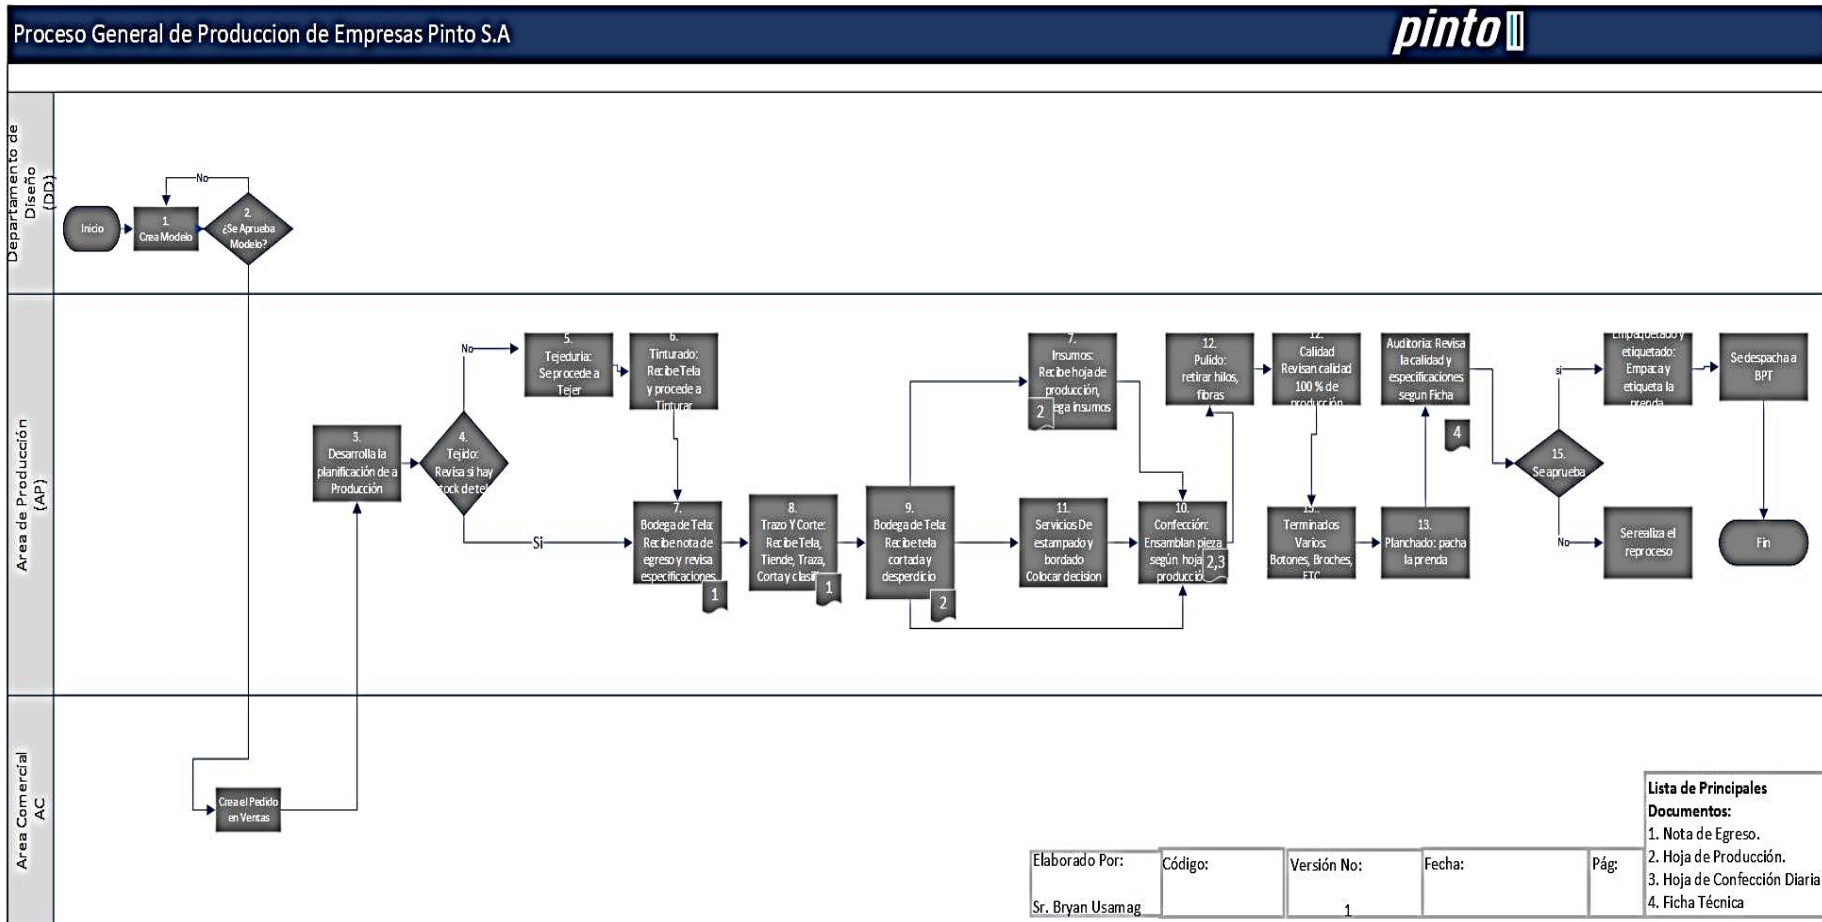 Proceso General de Produccion de Empresas Pinto S.A
pinto
Departamento de
Diseño
(DD)
Inicio
1.
Crea Modelo
2.
¿Se Aprueba
Modelo?
No
Area de Producción
(AP)
3.
Desarrolla la
planificación de a
Producción
4.
Tejido:
Revisa si hay
No
Si
5.
Tejeduria:
Se procede a
Tejer
6.
Tinturado:
Recibe Tela
y procede a
Tinturar
7.
Bodega de Tela:
Recibe nota de
egreso y revisa
especificaciones
1
8.
Trazo Y Corte:
Recibe Tela,
Tiende, Traza,
Corta y
1
9.
Bodega de Tela:
Recibe tela
cortada y
desperdicio
2
7.
Insumos:
Recibe hoja de
producción,
insumos
2
11.
Servicios De
estampado y
bordado
Colocar decision
10.
Confección:
Ensamblan pieza
según hoja
2,3
12.
Pulido:
retirar hilos,
fibras
12.
Calidad
Revisan calidad
100 % de
producción
Terminados
Varios:
Botones, Broches,
ETC
13.
Planchado: pacha
la prenda
Auditoria: Revisa
la calidad y
especificaciones
segun Ficha
4
15.
Se aprueba
si
No
Empaquetado y
etiquetado:
Empaca y
etiqueta la
prenda
Se despacha a
BPT
Se realiza el
reproceso
Fin
Area Comercial
AC
Crea el Pedido
en Ventas
Elaborado Por:
Sr. Bryan Usamag
Código:
Versión No:
1
Fecha:
Pág:
Lista de Principales
Documentos:
1. Nota de Egreso.
2. Hoja de Producción.
3. Hoja de Confección Diaria
4. Ficha Técnica